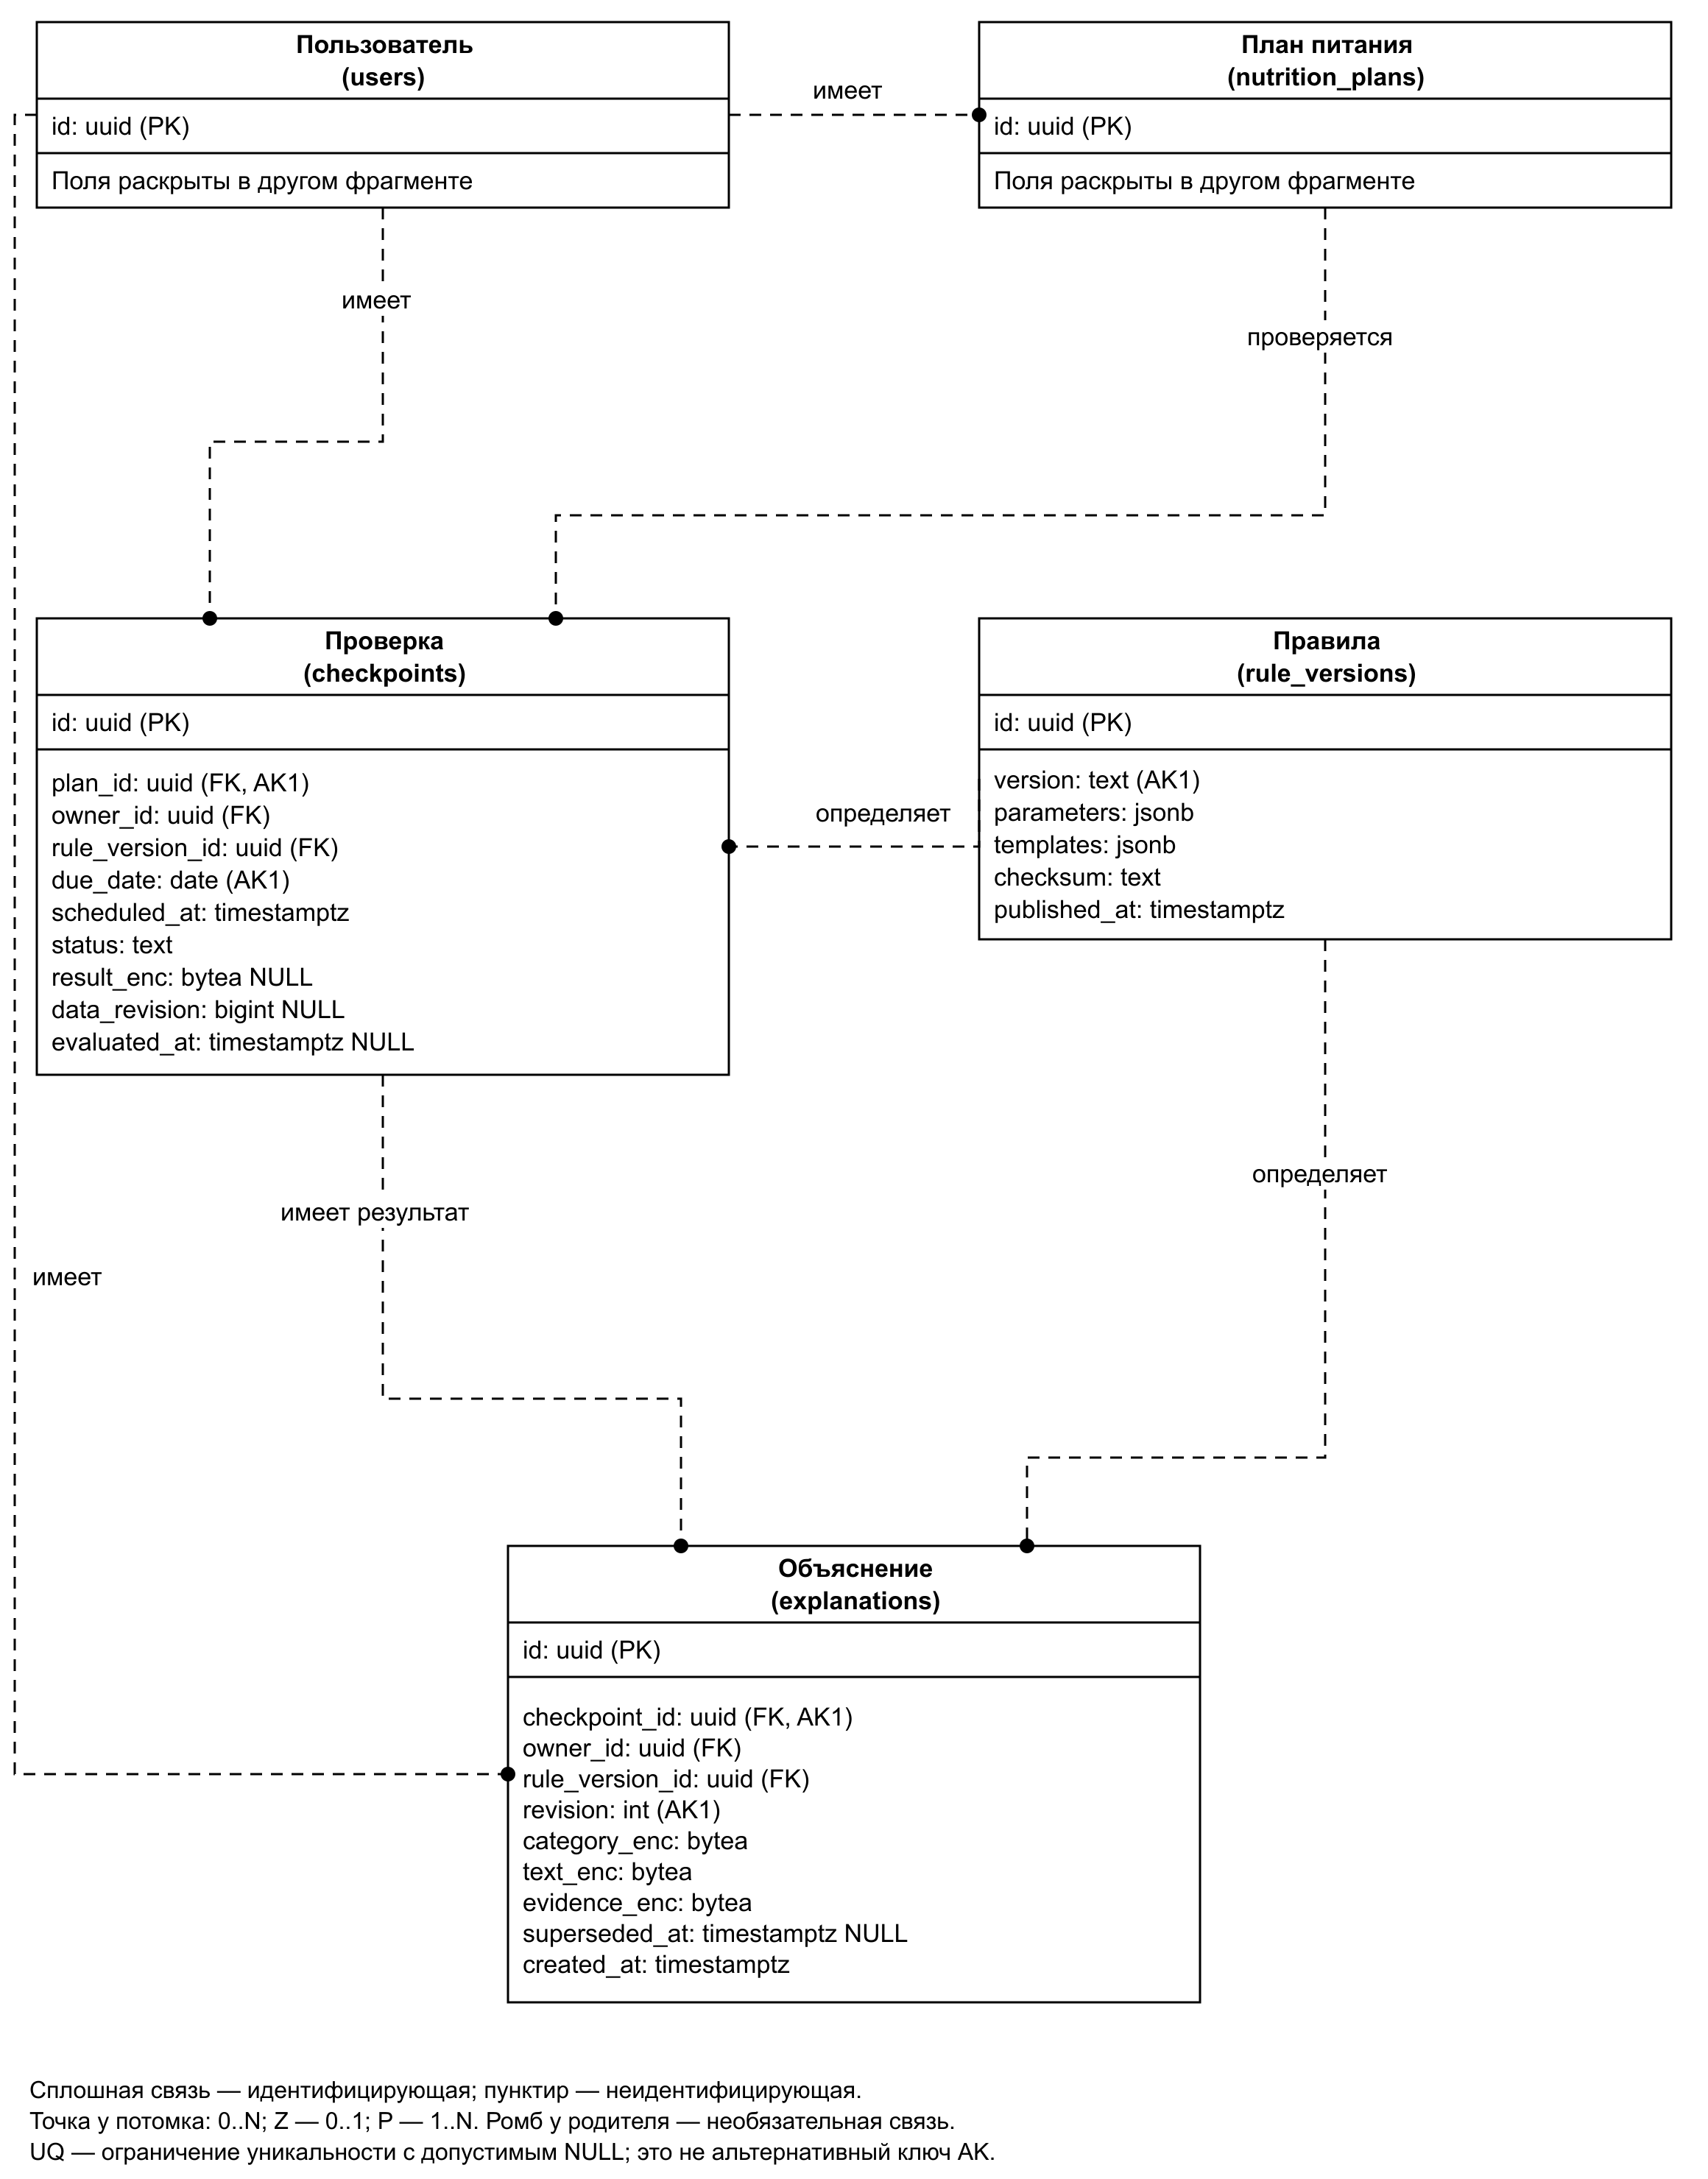 Пользователь
(users)
id: uuid (PK)
Поля раскрыты в другом фрагменте
имеет
План питания
(nutrition_plans)
id: uuid (PK)
Поля раскрыты в другом фрагменте
имеет
проверяется
Проверка
(checkpoints)
id: uuid (PK)
plan_id: uuid (FK, AK1)
owner_id: uuid (FK)
rule_version_id: uuid (FK)
due_date: date (AK1)
scheduled_at: timestamptz
status: text
result_enc: bytea NULL
data_revision: bigint NULL
evaluated_at: timestamptz NULL
определяет
Правила
(rule_versions)
id: uuid (PK)
version: text (AK1)
parameters: jsonb
templates: jsonb
checksum: text
published_at: timestamptz
определяет
имеет результат
имеет
Объяснение
(explanations)
id: uuid (PK)
checkpoint_id: uuid (FK, AK1)
owner_id: uuid (FK)
rule_version_id: uuid (FK)
revision: int (AK1)
category_enc: bytea
text_enc: bytea
evidence_enc: bytea
superseded_at: timestamptz NULL
created_at: timestamptz
Сплошная связь — идентифицирующая; пунктир — неидентифицирующая.
Точка у потомка: 0..N; Z — 0..1; P — 1..N. Ромб у родителя — необязательная связь.
UQ — ограничение уникальности с допустимым NULL; это не альтернативный ключ AK.